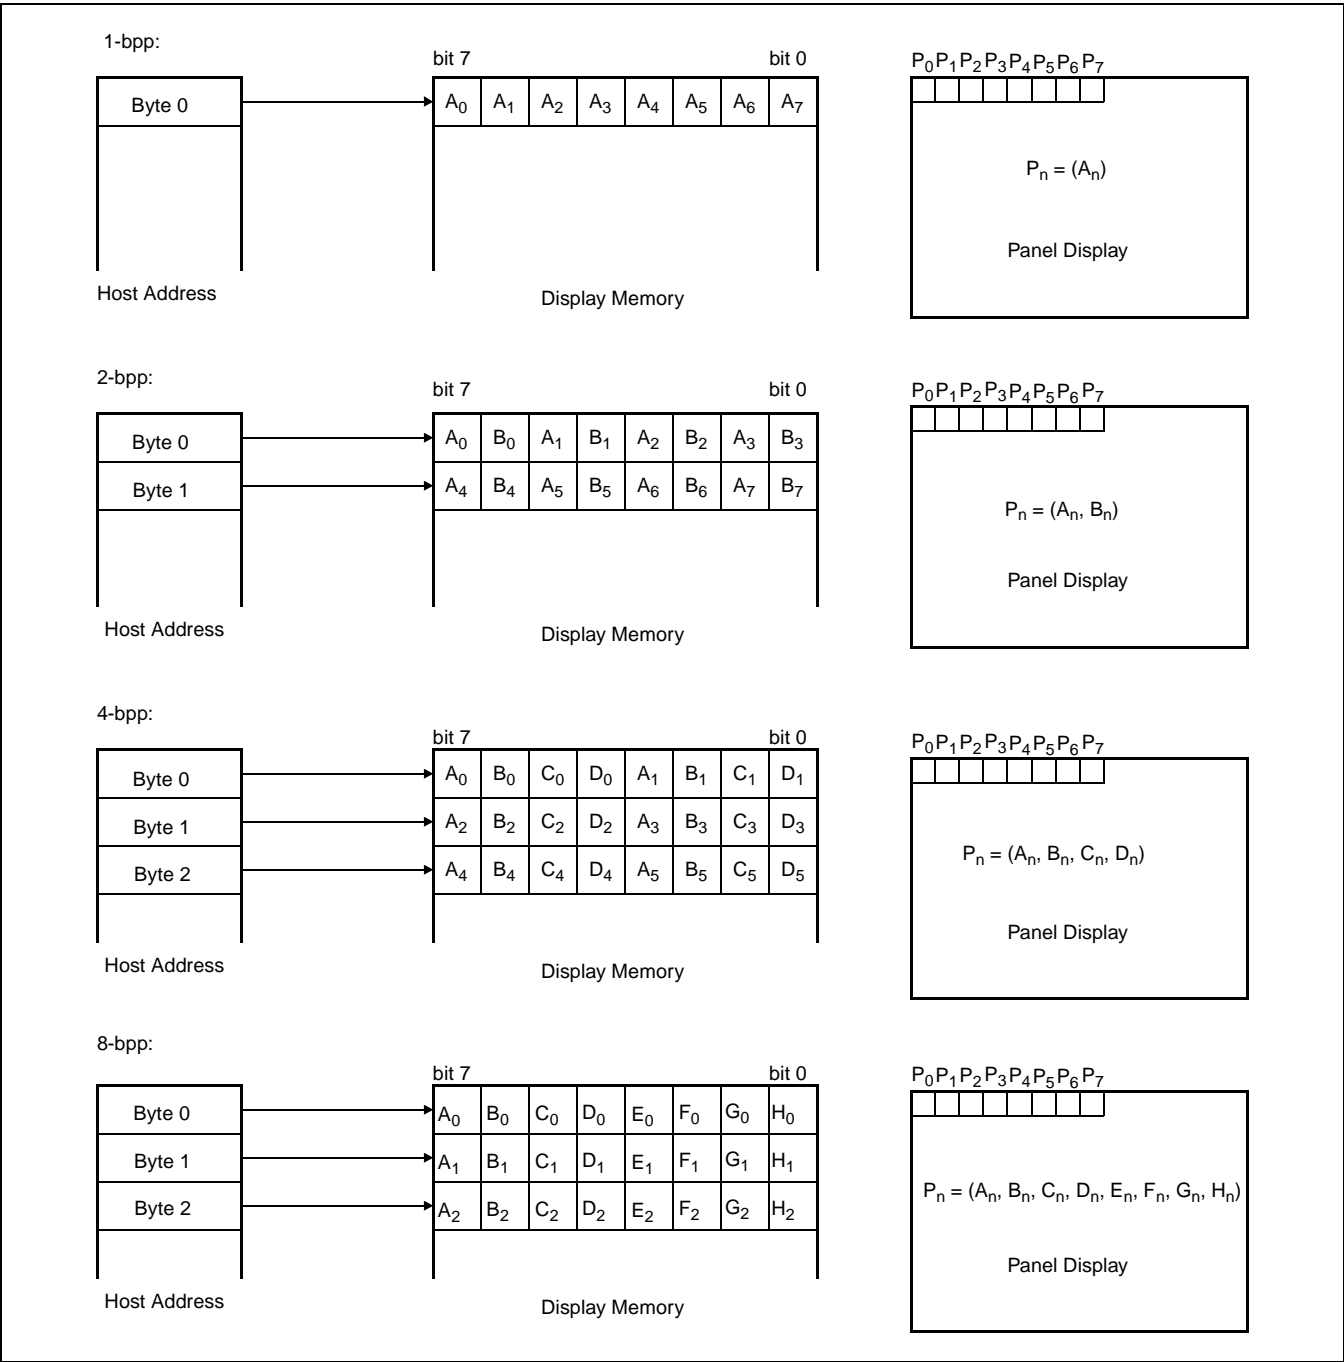 1-bpp:
bit 7 bit 0
P0P1P2P3P4P5P6P7
Byte 0
A0 A1 A2 A3 A4 A5 A6 A7
Pn = (An)
Panel Display
Host Address
Display Memory
2-bpp:
bit 7 bit 0
P0P1P2P3P4P5P6P7
Byte 0
A0 B0 A1 B1 A2 B2 A3 B3
Byte 1
A4 B4 A5 B5 A6 B6 A7 B7
Pn = (An, Bn)
Panel Display
Host Address
Display Memory
4-bpp:
bit 7 bit 0
P0P1P2P3P4P5P6P7
Byte 0
A0 B0 C0 D0 A1 B1 C1 D1
Byte 1
A2 B2 C2 D2 A3 B3 C3 D3
Byte 2
A4 B4 C4 D4 A5 B5 C5 D5
Pn = (An, Bn, Cn, Dn)
Panel Display
Host Address
Display Memory
8-bpp:
bit 7 bit 0
P0P1P2P3P4P5P6P7
Byte 0
A0 B0 C0 D0 E0 F0 G0 H0
Byte 1
A1 B1 C1 D1 E1 F1 G1 H1
Byte 2
A2 B2 C2 D2 E2 F2 G2 H2
Pn = (An, Bn, Cn, Dn, En, Fn, Gn, Hn)
Panel Display
Host Address
Display Memory